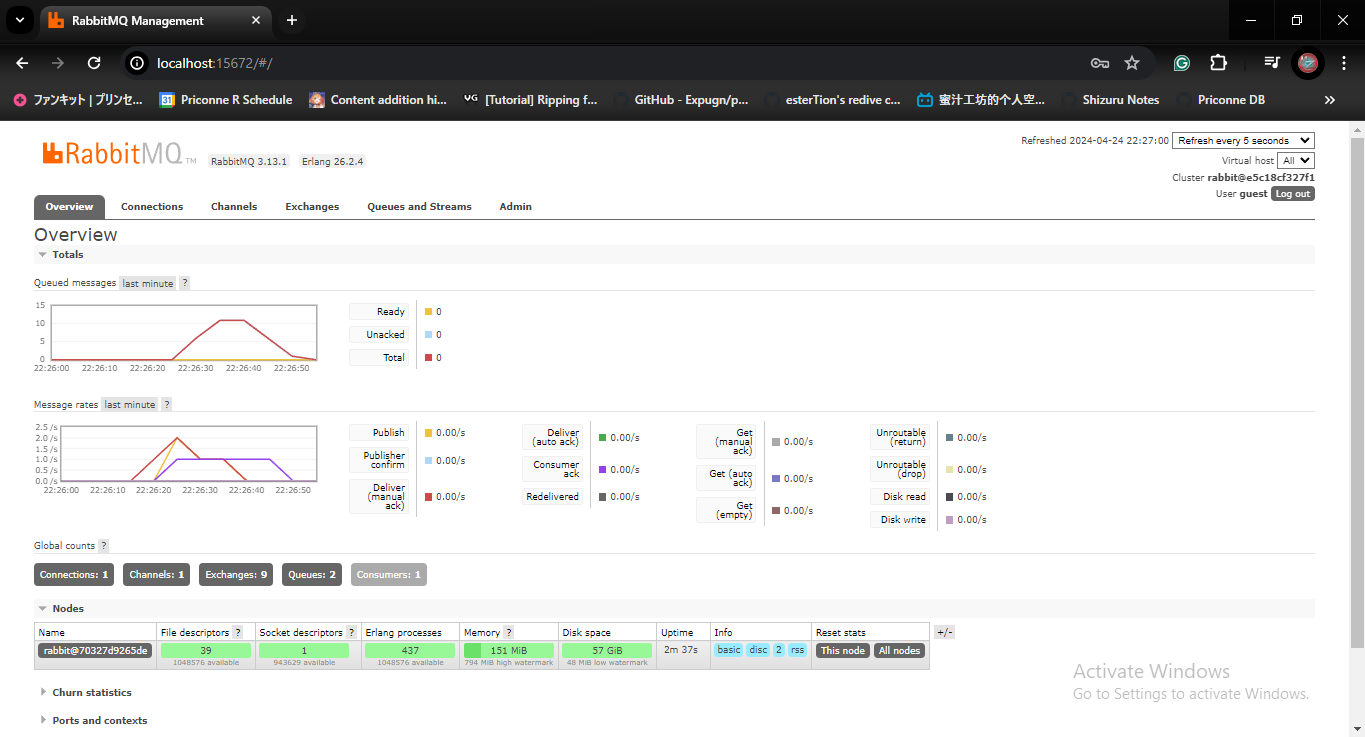 RabbitMQ Management
localhost:15672/#/
ファンキット | プリンセ...
31
Priconne R Schedule
Content addition hi...
VG
[Tutorial] Ripping f...
GitHub - Expugn/p...
esterTion's redive c...
蜜汁工坊的个人空...
Shizuru Notes
Priconne DB
RabbitMQ TM
RabbitMQ 3.13.1
Erlang 26.2.4
Refreshed 2024-04-24 22:27:00
Refresh every 5 seconds
Virtual host
All
Cluster rabbit@e5c18cf327f1
User guest
Log out
Overview
Connections
Channels
Exchanges
Queues and Streams
Admin
Overview
Totals
Queued messages last minute ?
15
10
5
0
22:26:00 22:26:10 22:26:20 22:26:30 22:26:40 22:26:50
Ready 0
Unacked 0
Total 0
Message rates last minute ?
2.5 /s
2.0 /s
1.5 /s
1.0 /s
0.5 /s
0.0 /s
22:26:00 22:26:10 22:26:20 22:26:30 22:26:40 22:26:50
Publish 0.00/s
Publisher
confirm 0.00/s
Deliver
(manual
ack) 0.00/s
Deliver
(auto ack) 0.00/s
Consumer
ack 0.00/s
Redelivered 0.00/s
Get
(manual
ack) 0.00/s
Get (auto
ack) 0.00/s
Get
(empty) 0.00/s
Unroutable
(return) 0.00/s
Unroutable
(drop) 0.00/s
Disk read 0.00/s
Disk write 0.00/s
Global counts ?
Connections: 1
Channels: 1
Exchanges: 9
Queues: 2
Consumers: 1
Nodes
Name File descriptors ? Socket descriptors ? Erlang processes Memory ? Disk space Uptime Info Reset stats +/-
rabbit@70327d9265de 39 1 437 151 MiB 57 GiB 2m 37s basic disc 2 rss This node All nodes
1048576 available 943629 available 1048576 available 794 MiB high watermark 48 MiB low watermark
Churn statistics
Ports and contexts
Activate Windows
Go to Settings to activate Windows.